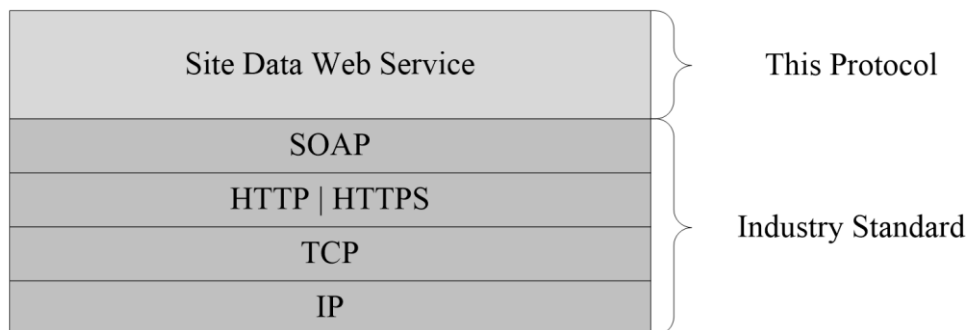 Site Data Web Service
This Protocol
SOAP
HTTP | HTTPS
TCP
IP
Industry Standard